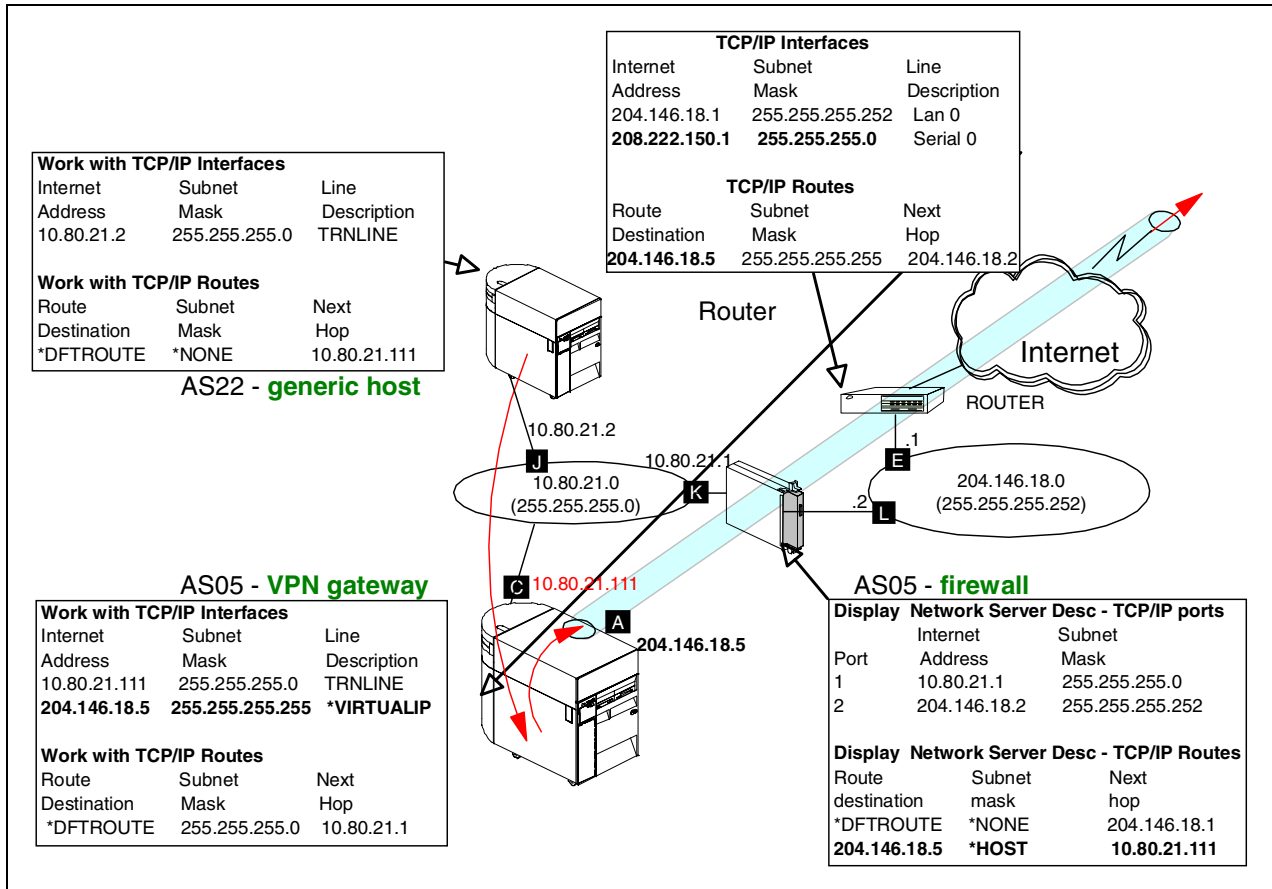 TCP/IP Interfaces
Internet Subnet Line
Address Mask Description
204.146.18.1 255.255.255.252 Lan 0
208.222.150.1 255.255.255.0 Serial 0
TCP/IP Routes
Route Subnet Next
Destination Mask Hop
204.146.18.5 255.255.255.255 204.146.18.2
Work with TCP/IP Interfaces
Internet Subnet Line
Address Mask Description
10.80.21.2 255.255.255.0 TRNLINE
Work with TCP/IP Routes
Route Subnet Next
Destination Mask Hop
*DFTROUTE *NONE 10.80.21.111
AS22 - generic host
Router
Internet
ROUTER
10.80.21.2
.1
J
E
10.80.21.1
10.80.21.0
(255.255.255.0)
K
204.146.18.0
(255.255.255.252)
.2
L
AS05 - VPN gateway
C
10.80.21.111
A
204.146.18.5
AS05 - firewall
Work with TCP/IP Interfaces
Internet Subnet Line
Address Mask Description
10.80.21.111 255.255.255.0 TRNLINE
204.146.18.5 255.255.255.255 *VIRTUALIP
Work with TCP/IP Routes
Route Subnet Next
Destination Mask Hop
*DFTROUTE 255.255.255.0 10.80.21.1
Display Network Server Desc - TCP/IP ports
Internet Subnet
Port Address Mask
1 10.80.21.1 255.255.255.0
2 204.146.18.2 255.255.255.252
Display Network Server Desc - TCP/IP Routes
Route Subnet Next
destination mask hop
*DFTROUTE *NONE 204.146.18.1
204.146.18.5 *HOST 10.80.21.111